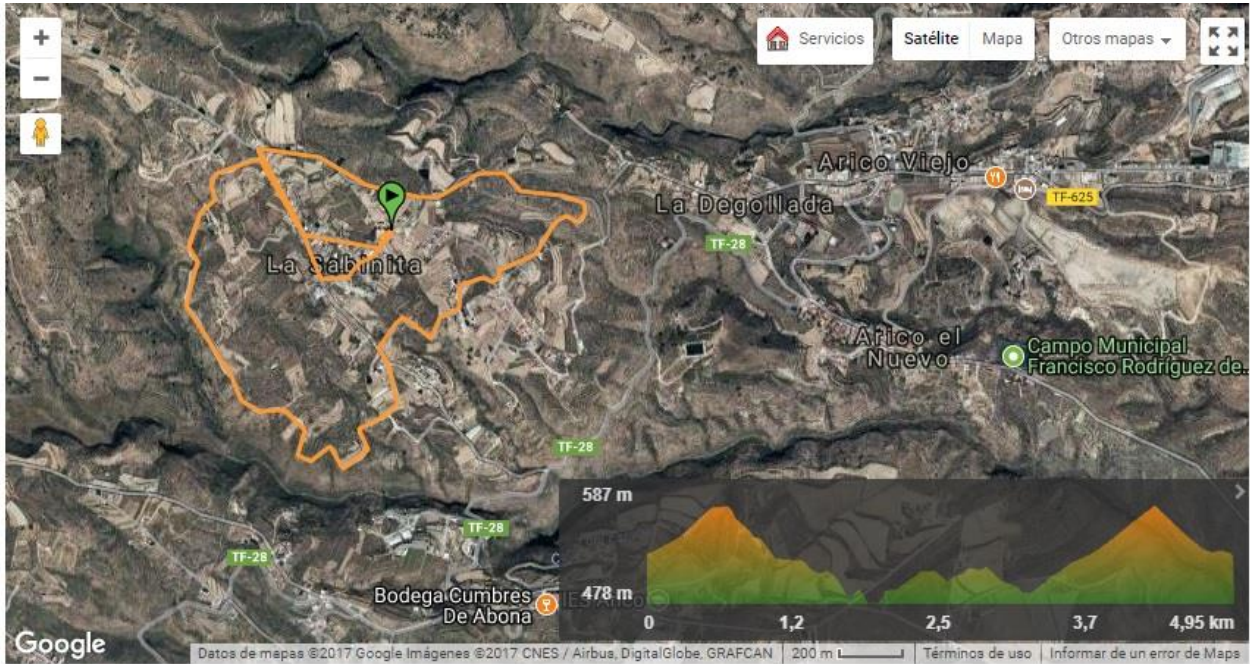 +
Servicios
Satélite
Mapa
Otros mapas
−
Arico Viejo
La Degollada
TF-625
TF-28
La Sabinita
Arico el
Nuevo
Campo Municipal
Francisco Rodríguez de...
TF-28
TF-28
TF-28
Bodega Cumbres
De Abona
IES Arico
587 m
478 m
0
1,2
2,5
3,7
4,95 km
Google
Datos de mapas ©2017 Google Imágenes ©2017 CNES / Airbus, DigitalGlobe, GRAFCAN
200 m
Términos de uso
Informar de un error de Maps